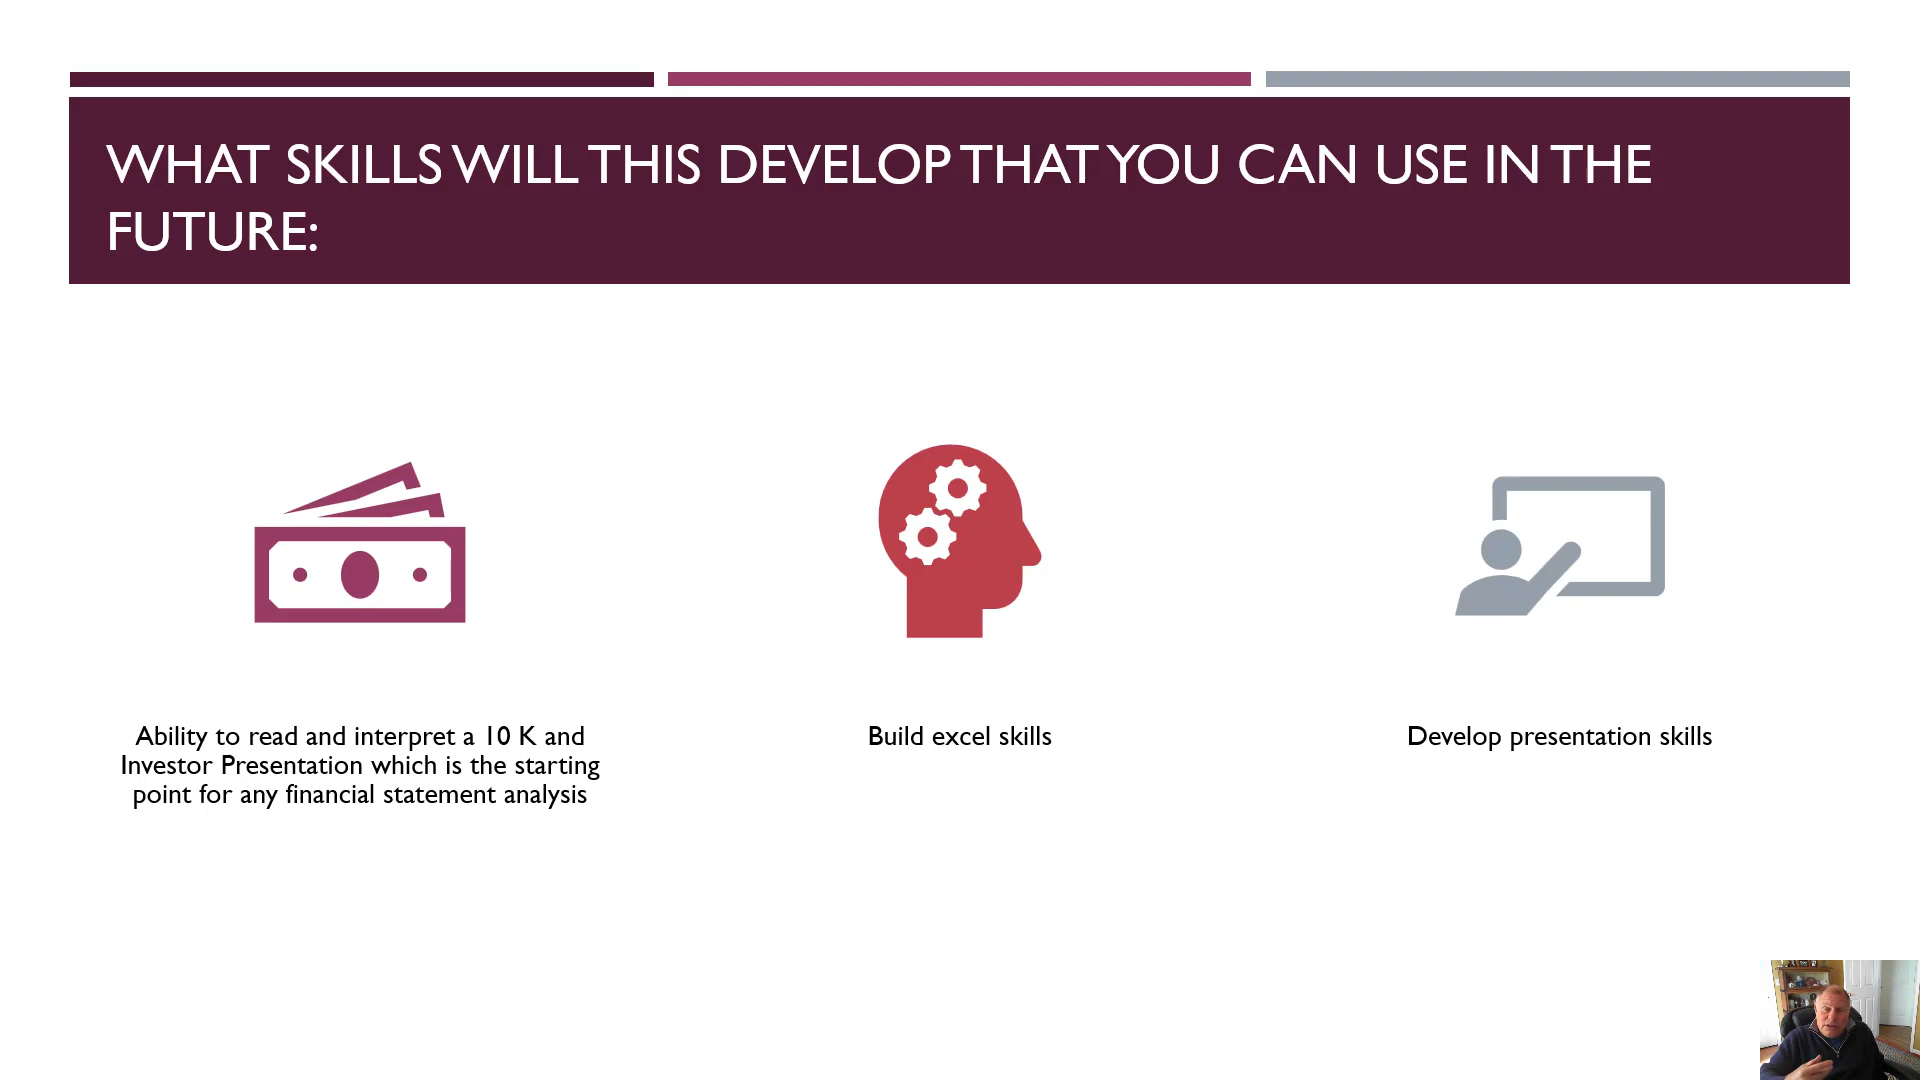 WHAT SKILLS WILL THIS DEVELOP THAT YOU CAN USE IN THE
FUTURE:
Ability to read and interpret a 10 K and
Investor Presentation which is the starting
point for any financial statement analysis
Build excel skills
Develop presentation skills